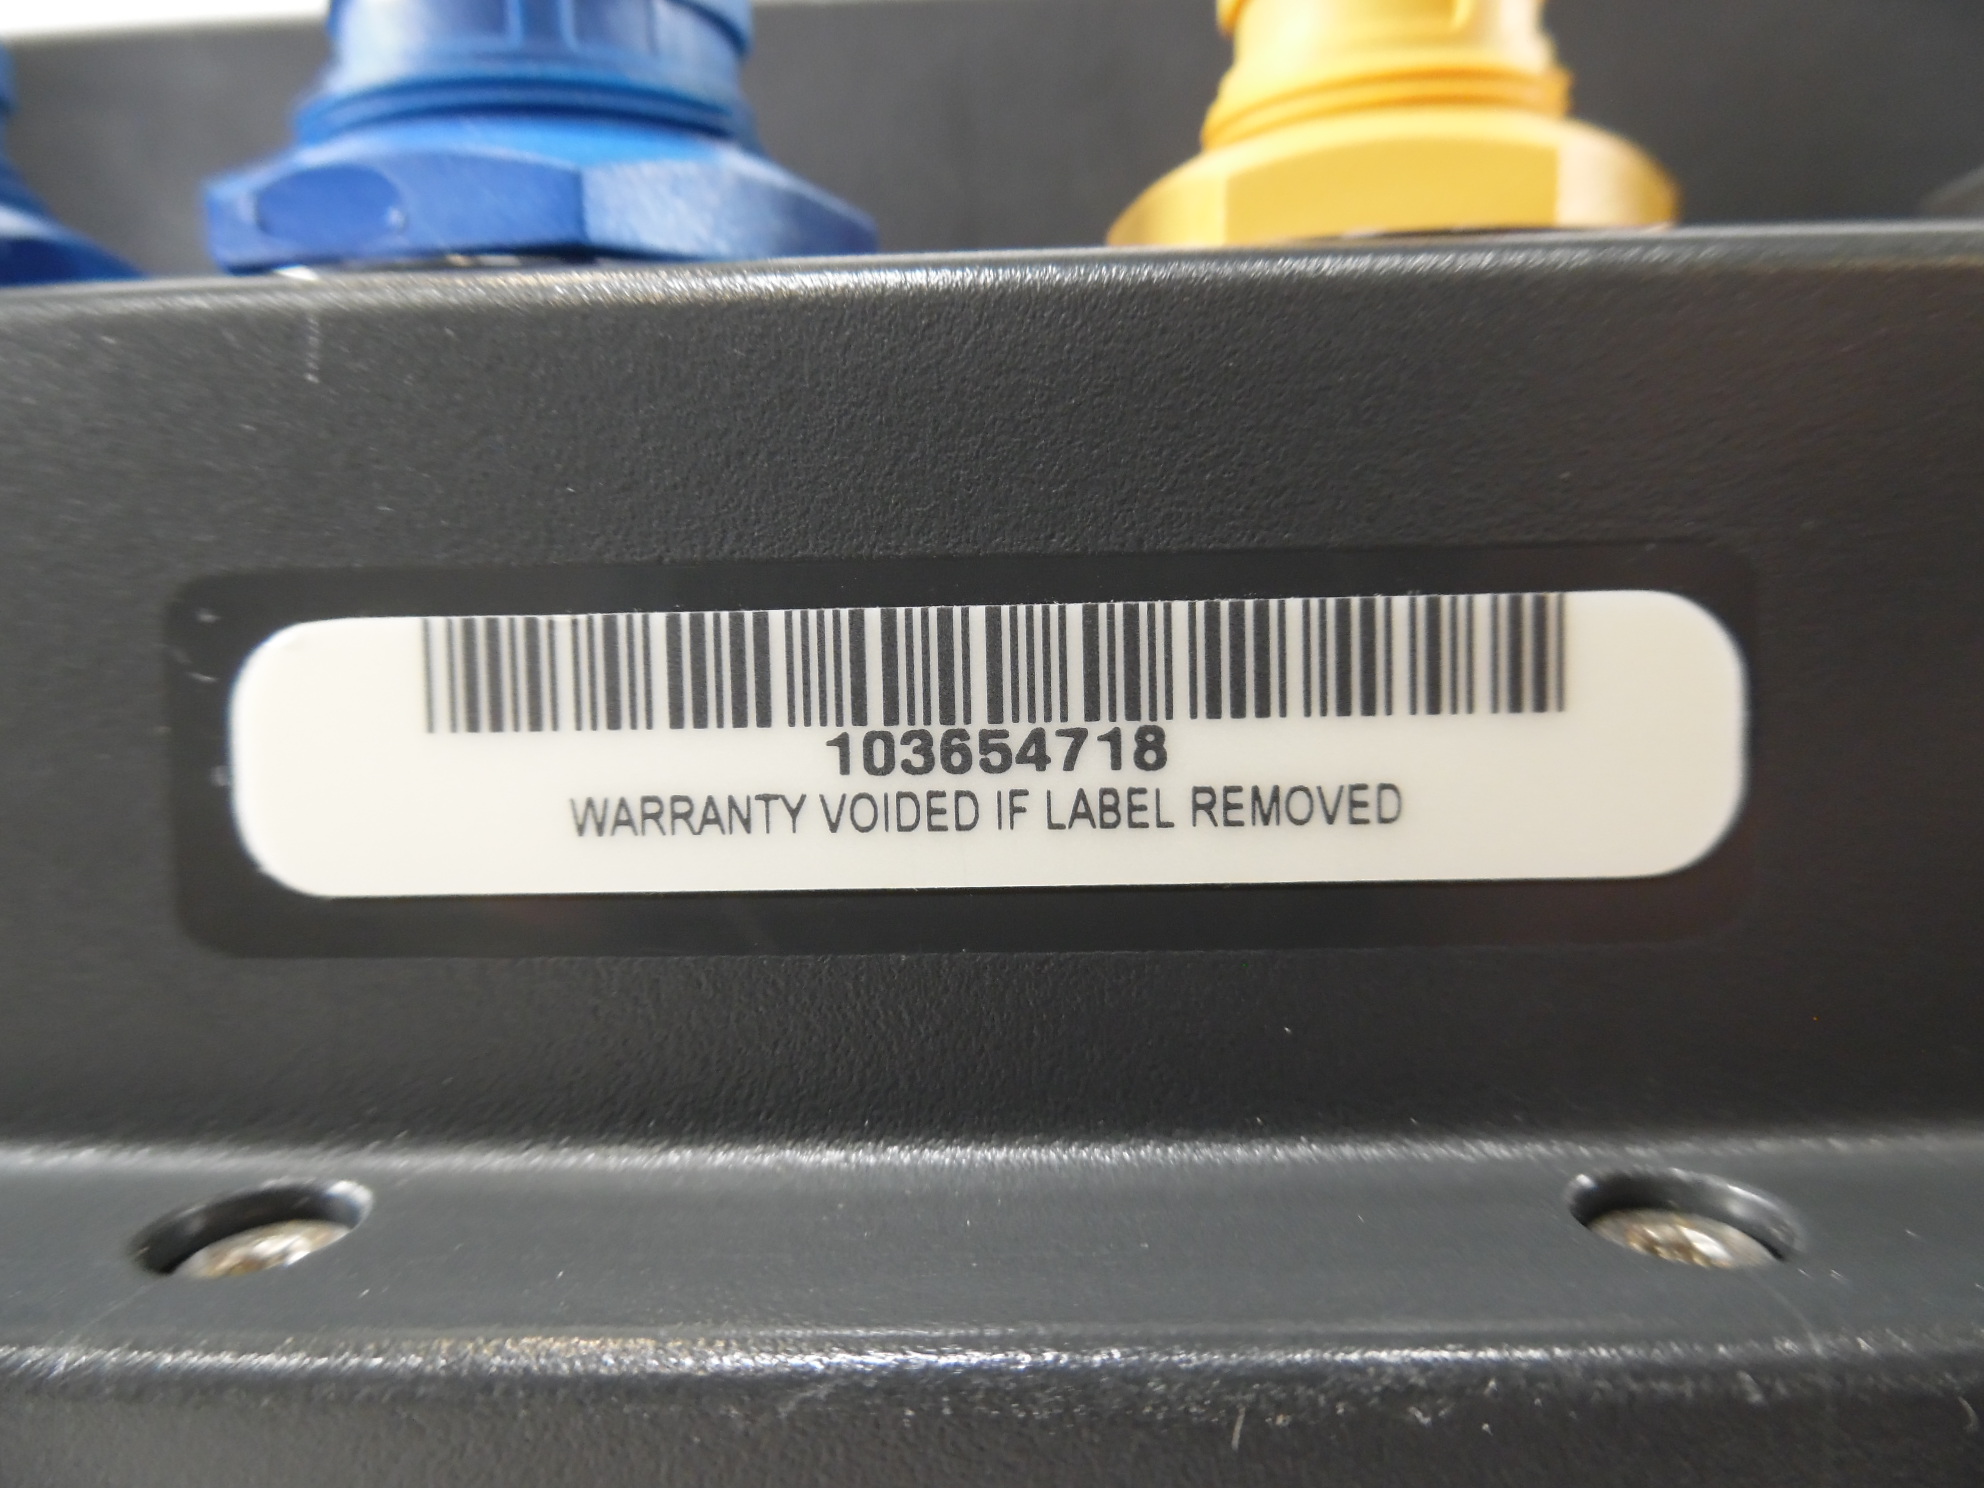 103654718
WARRANTY VOIDED IF LABEL REMOVED